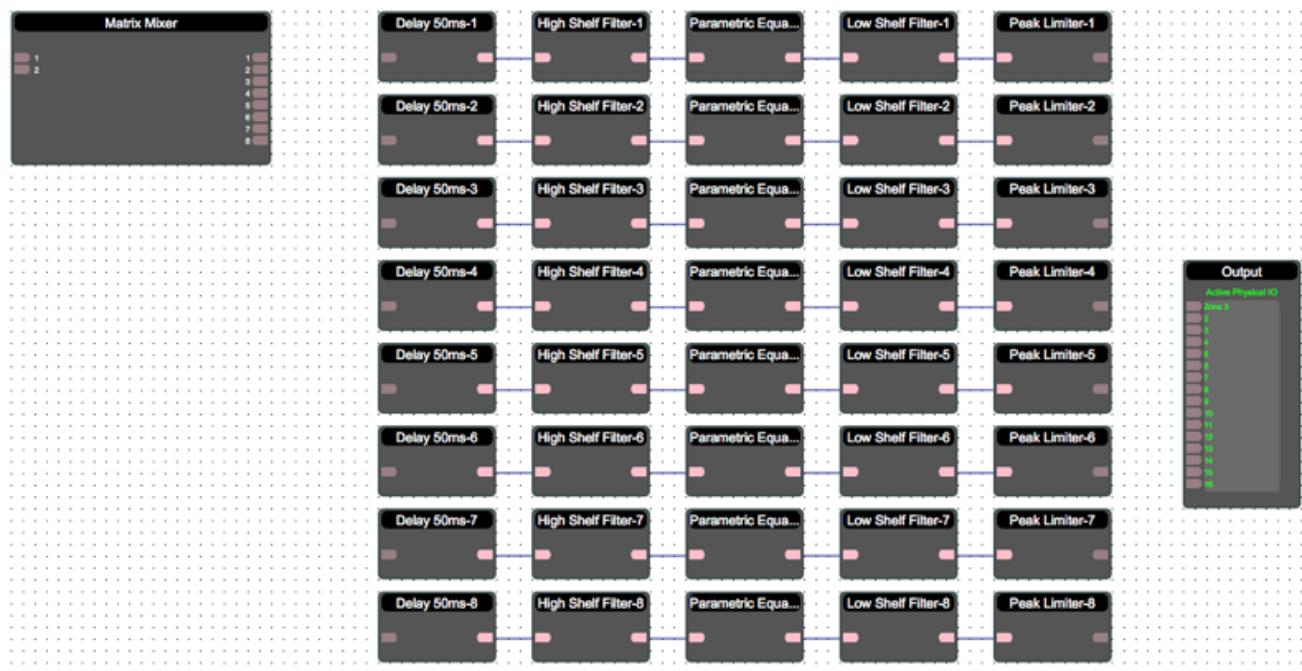 Matrix Mixer
1
2
1
2
3
4
5
6
7
8
Delay 50ms-1 High Shelf Filter-1 Parametric Equa... Low Shelf Filter-1 Peak Limiter-1
Delay 50ms-2 High Shelf Filter-2 Parametric Equa... Low Shelf Filter-2 Peak Limiter-2
Delay 50ms-3 High Shelf Filter-3 Parametric Equa... Low Shelf Filter-3 Peak Limiter-3
Delay 50ms-4 High Shelf Filter-4 Parametric Equa... Low Shelf Filter-4 Peak Limiter-4
Delay 50ms-5 High Shelf Filter-5 Parametric Equa... Low Shelf Filter-5 Peak Limiter-5
Delay 50ms-6 High Shelf Filter-6 Parametric Equa... Low Shelf Filter-6 Peak Limiter-6
Delay 50ms-7 High Shelf Filter-7 Parametric Equa... Low Shelf Filter-7 Peak Limiter-7
Delay 50ms-8 High Shelf Filter-8 Parametric Equa... Low Shelf Filter-8 Peak Limiter-8
Output
Active Physical IO
Zone 3
2
3
4
5
6
7
8
9
10
11
12
13
14
15
16